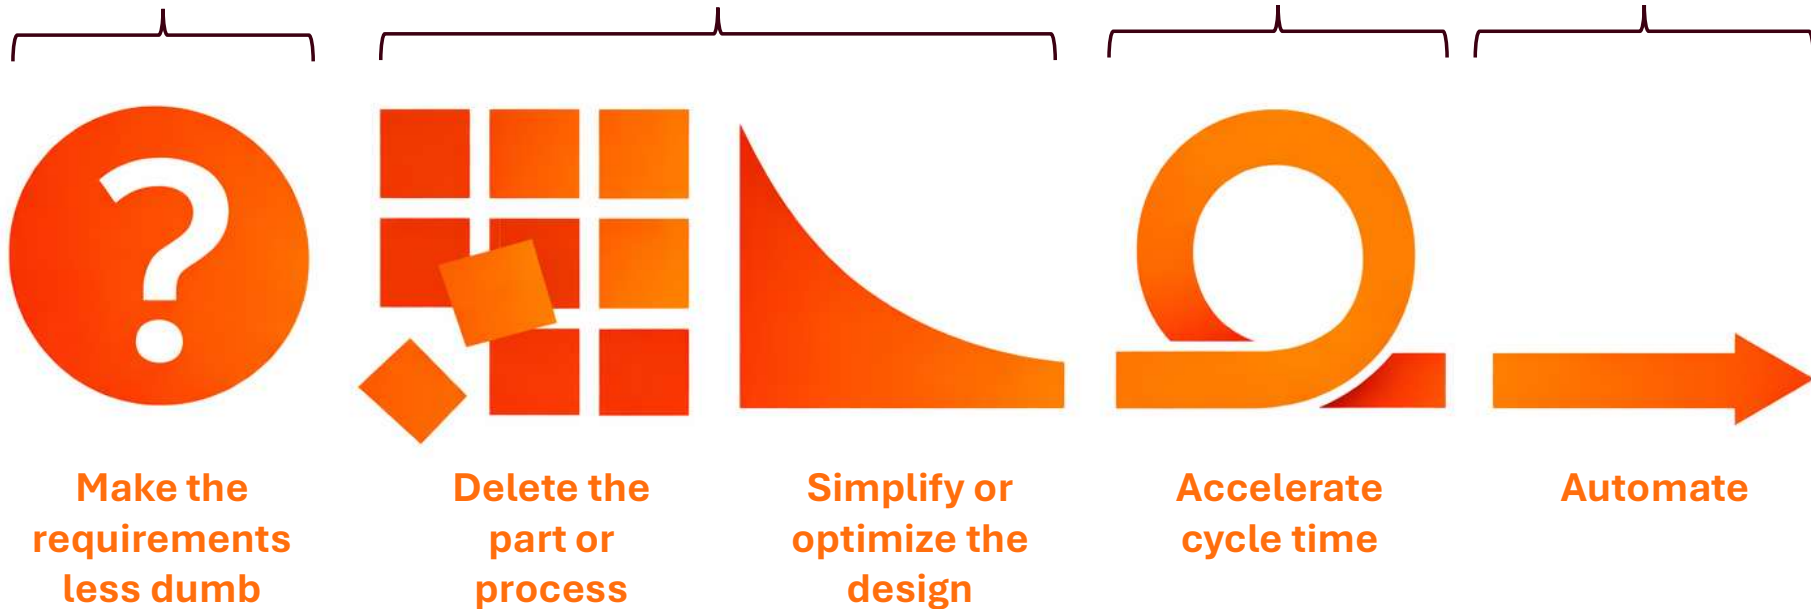 ?
Make the
requirements
less dumb
Delete the
part or
process
Simplify or
optimize the
design
Accelerate
cycle time
Automate